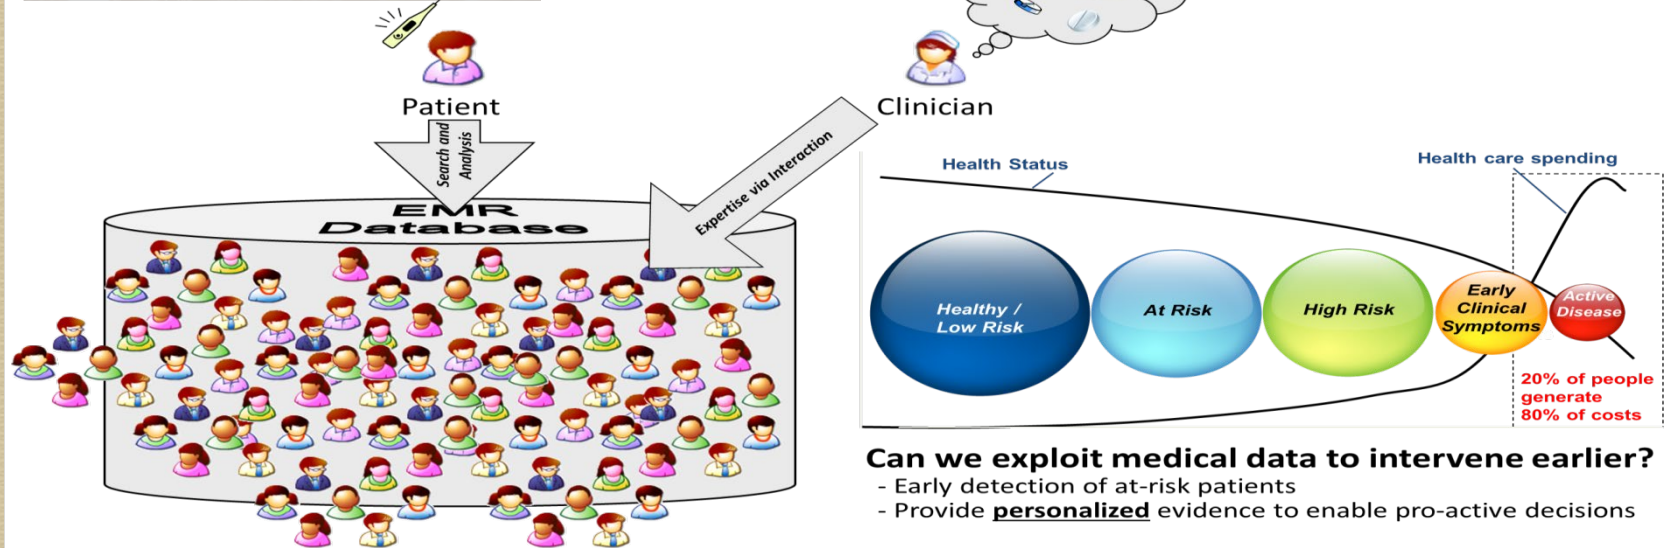 Patient
Clinician
Search and
Analysis
Expertise via Interaction
EMR
Database
Health Status
Health care spending
Healthy /
Low Risk
At Risk
High Risk
Early
Clinical
Symptoms
Active
Disease
20% of people
generate
80% of costs
Can we exploit medical data to intervene earlier?
- Early detection of at-risk patients
- Provide personalized evidence to enable pro-active decisions